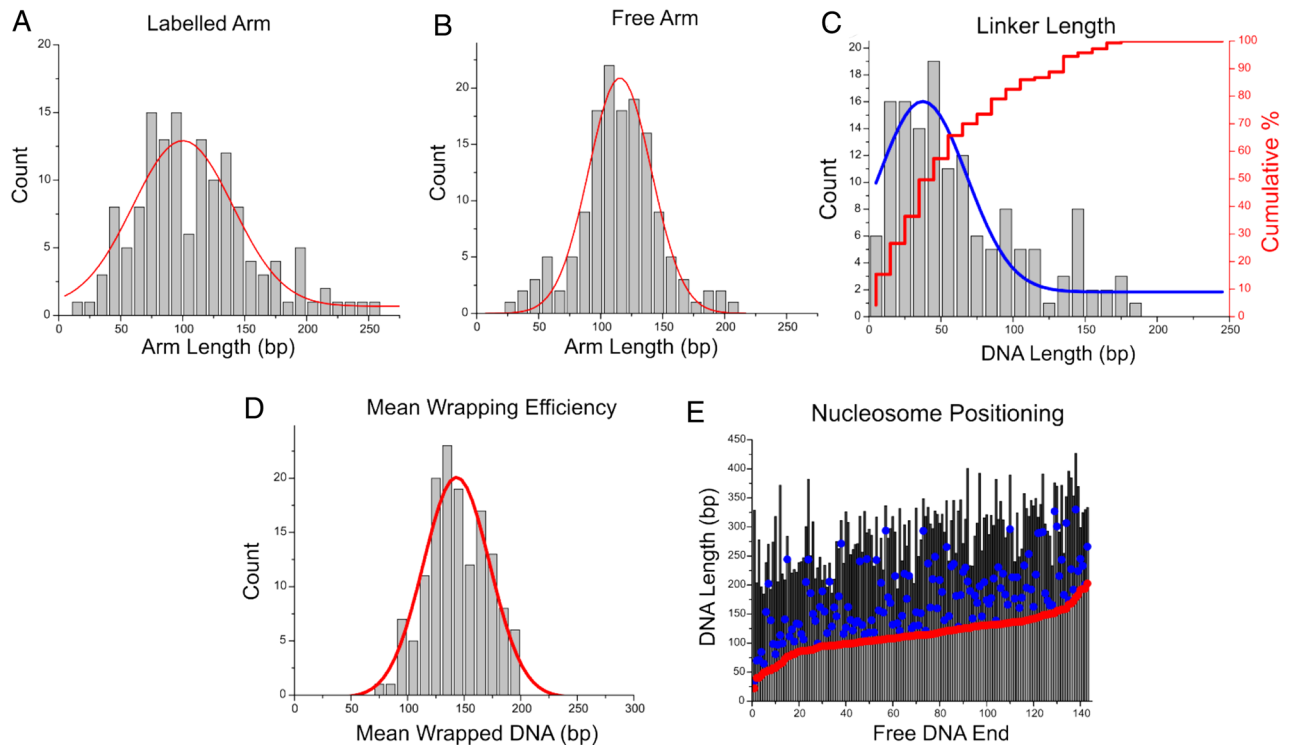 A
Labelled Arm
Count
20
15
10
5
0
0 50 100 150 200 250
Arm Length (bp)
B
Free Arm
Count
20
15
10
5
0
0 50 100 150 200 250
Arm Length (bp)
C
Linker Length
Count
20
18
16
14
12
10
8
6
4
2
0
0 50 100 150 200 250
DNA Length (bp)
100
90
80
70
60
50
40
30
20
10
0
Cumulative %
D
Mean Wrapping Efficiency
Count
20
15
10
5
0
0 50 100 150 200 250 300
Mean Wrapped DNA (bp)
E
Nucleosome Positioning
DNA Length (bp)
450
400
350
300
250
200
150
100
50
0
0 20 40 60 80 100 120 140
Free DNA End